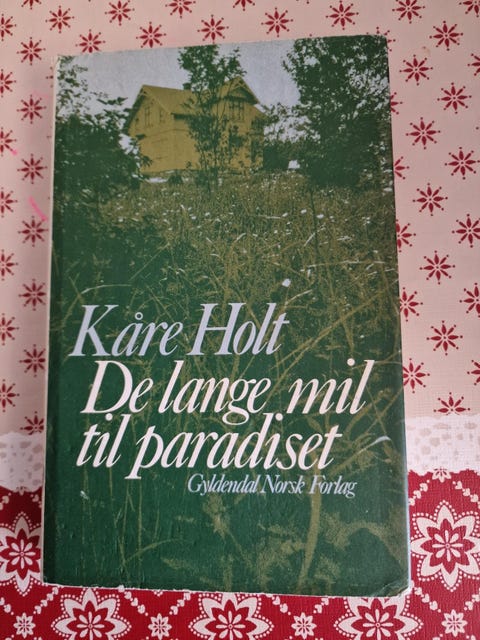 Kåre Holt
De lange mil
til paradiset
Gyldendal Norsk Forlag